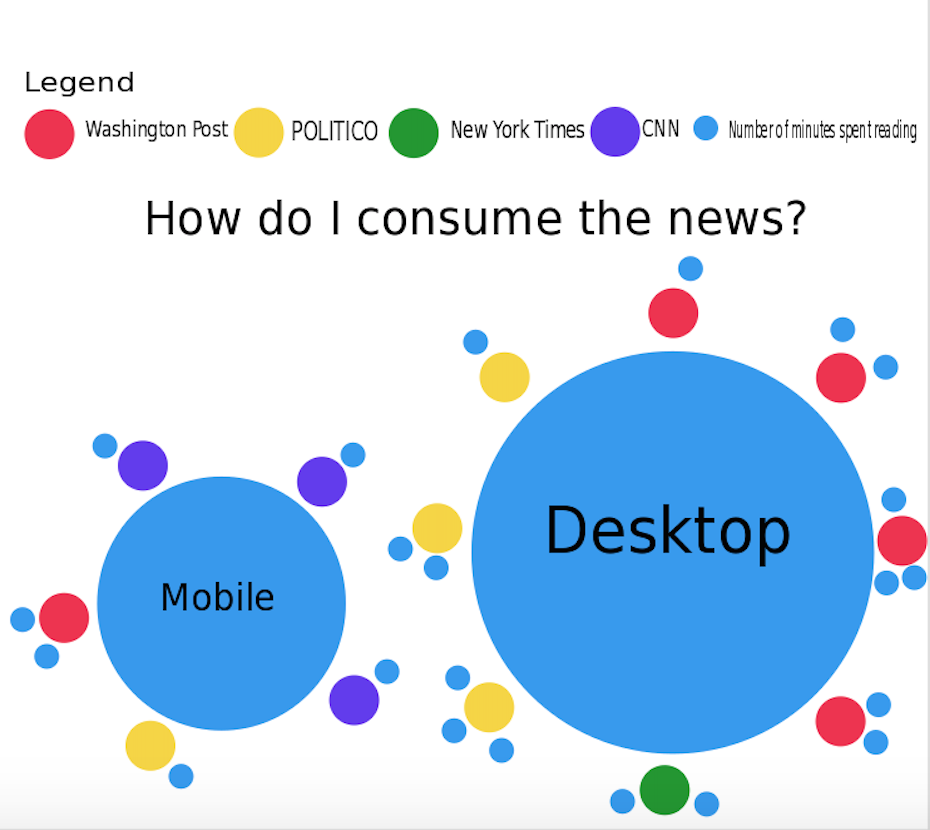 Legend
Washington Post POLITICO New York Times CNN Number of minutes spent reading
How do I consume the news?
Desktop
Mobile